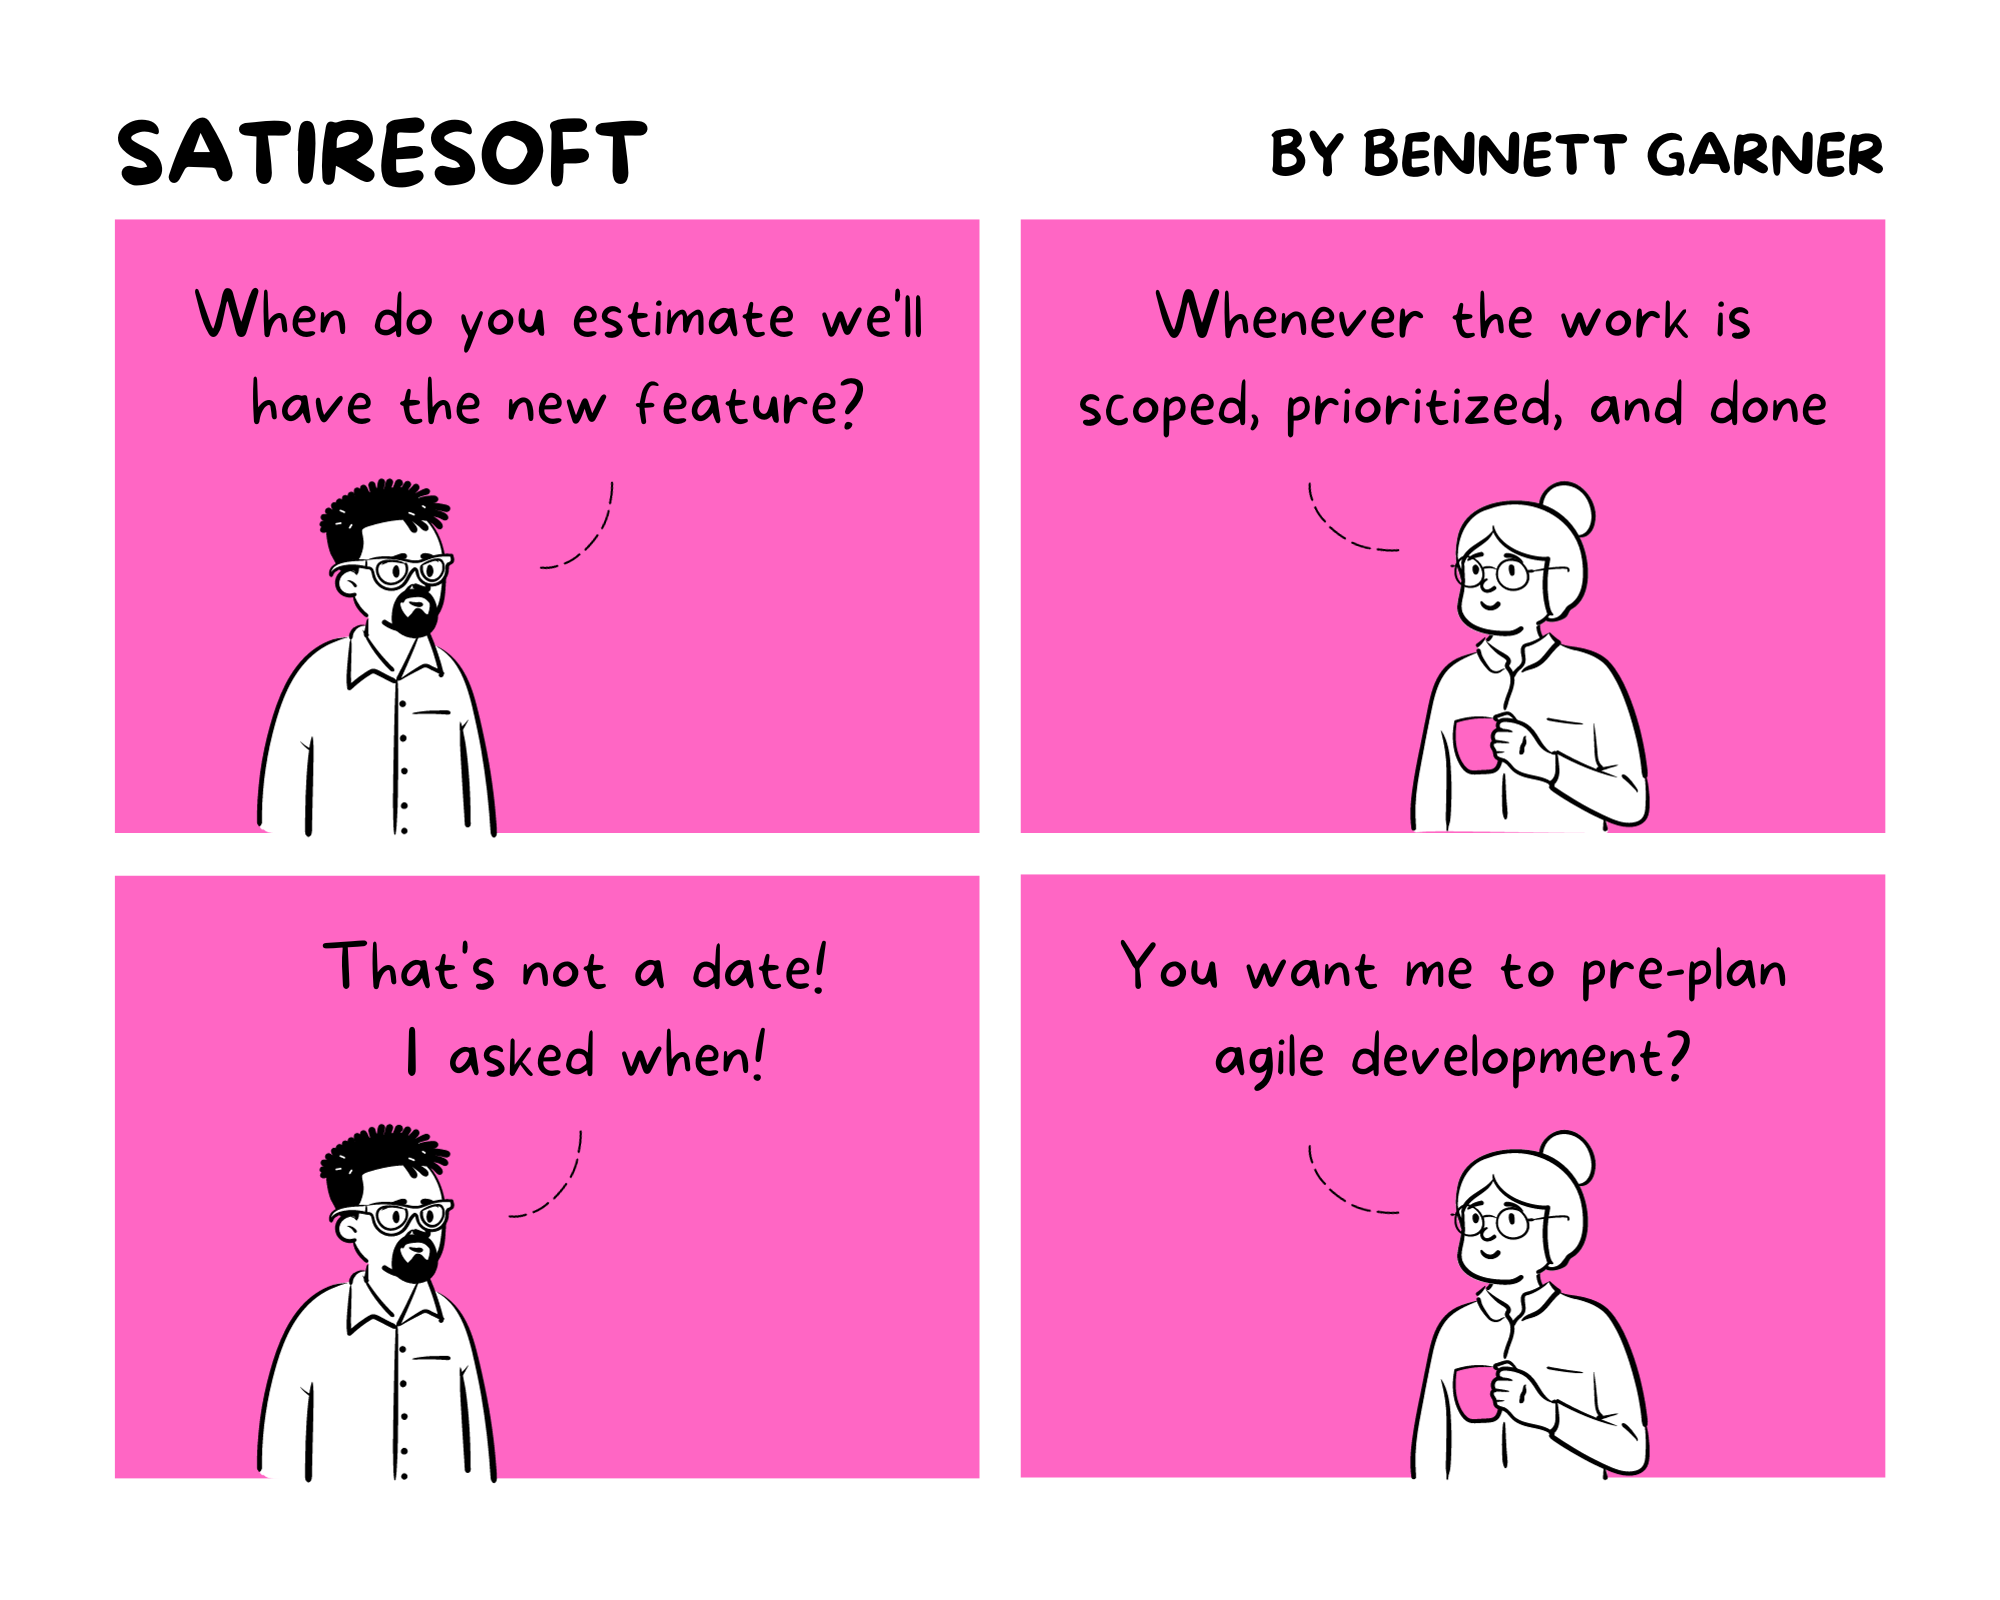 SATIRESOFT
BY BENNETT GARNER
When do you estimate we'll
have the new feature?
Whenever the work is
scoped, prioritized, and done
That's not a date!
I asked when!
You want me to pre-plan
agile development?